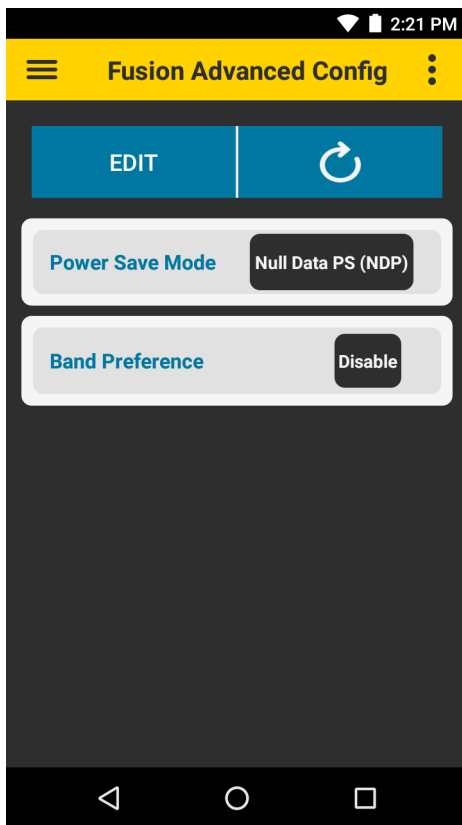 2:21 PM
Fusion Advanced Config
EDIT
Power Save Mode Null Data PS (NDP)
Band Preference Disable